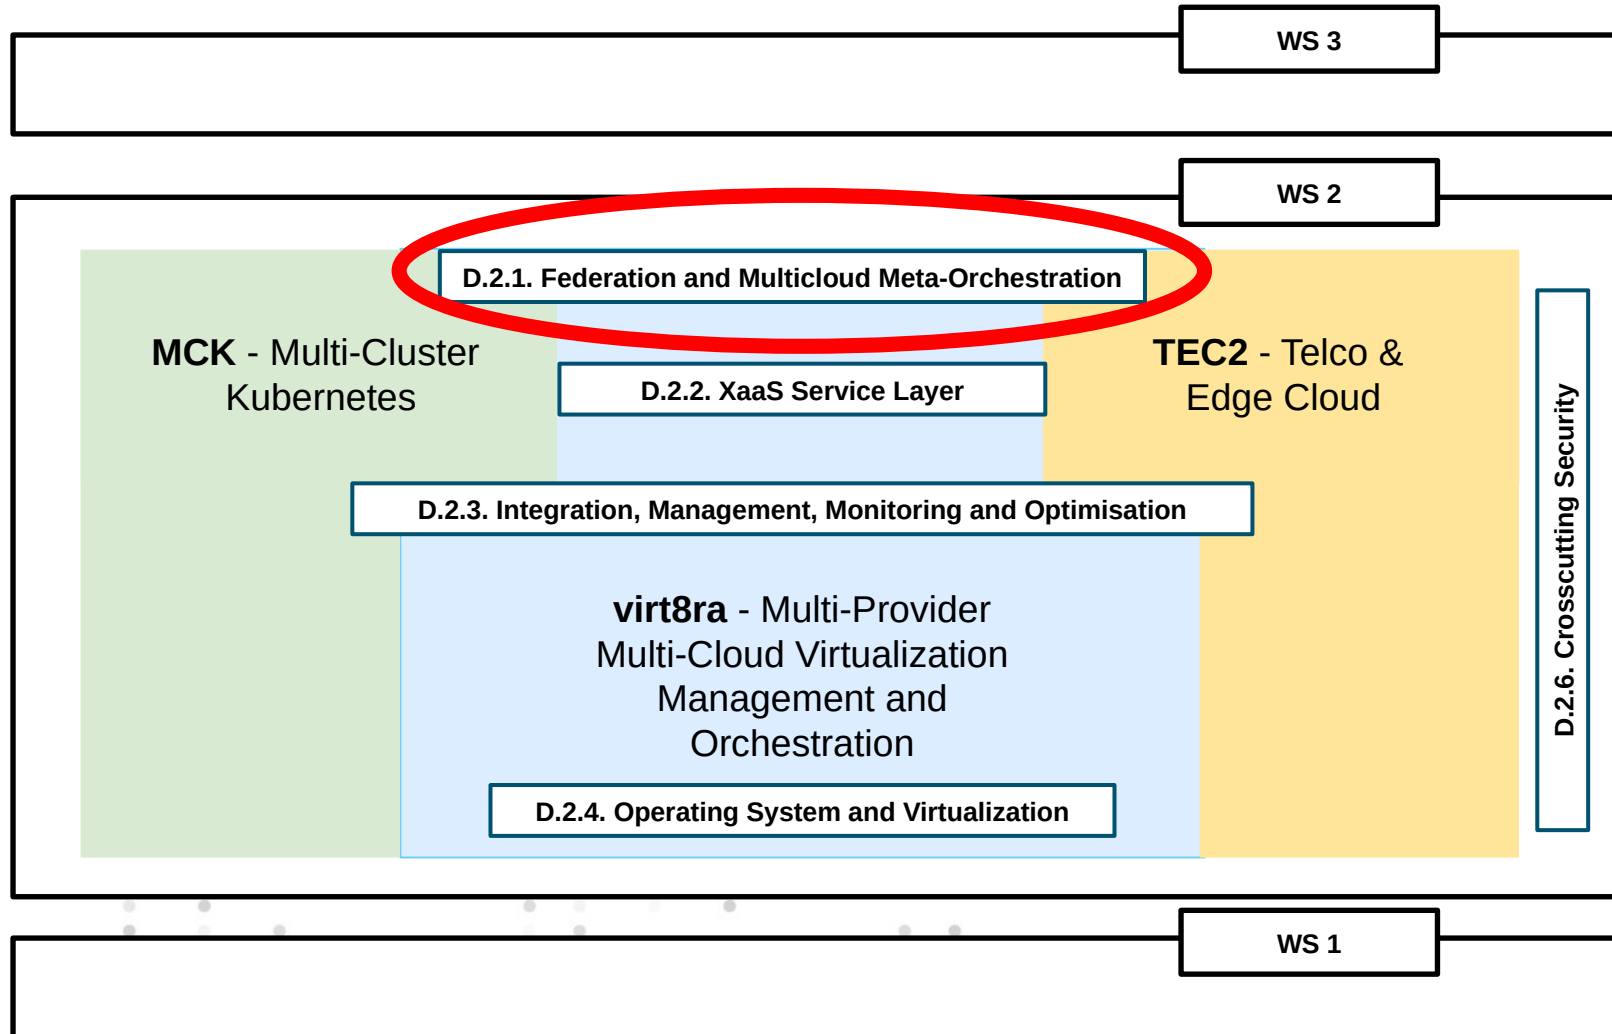 WS 3
WS 2
D.2.1. Federation and Multicloud Meta-Orchestration
MCK - Multi-Cluster
Kubernetes
TEC2 - Telco &
Edge Cloud
D.2.2. XaaS Service Layer
D.2.3. Integration, Management, Monitoring and Optimisation
virt8ra - Multi-Provider
Multi-Cloud Virtualization
Management and
Orchestration
D.2.4. Operating System and Virtualization
D.2.6. Crosscutting Security
WS 1